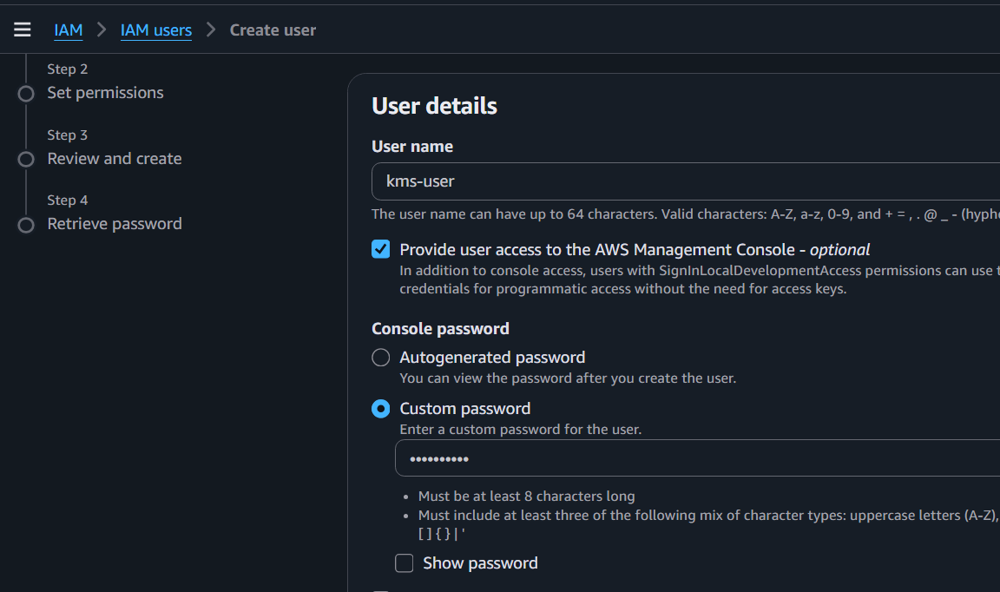 IAM > IAM users > Create user
Step 2
Set permissions
Step 3
Review and create
Step 4
Retrieve password
User details
User name
kms-user
The user name can have up to 64 characters. Valid characters: A-Z, a-z, 0-9, and + = , . @ _ - (hyphe
Provide user access to the AWS Management Console - optional
In addition to console access, users with SignInLocalDevelopmentAccess permissions can use t
credentials for programmatic access without the need for access keys.
Console password
Autogenerated password
You can view the password after you create the user.
Custom password
Enter a custom password for the user.
••••••••••
• Must be at least 8 characters long
• Must include at least three of the following mix of character types: uppercase letters (A-Z),
[ ] { } | '
Show password